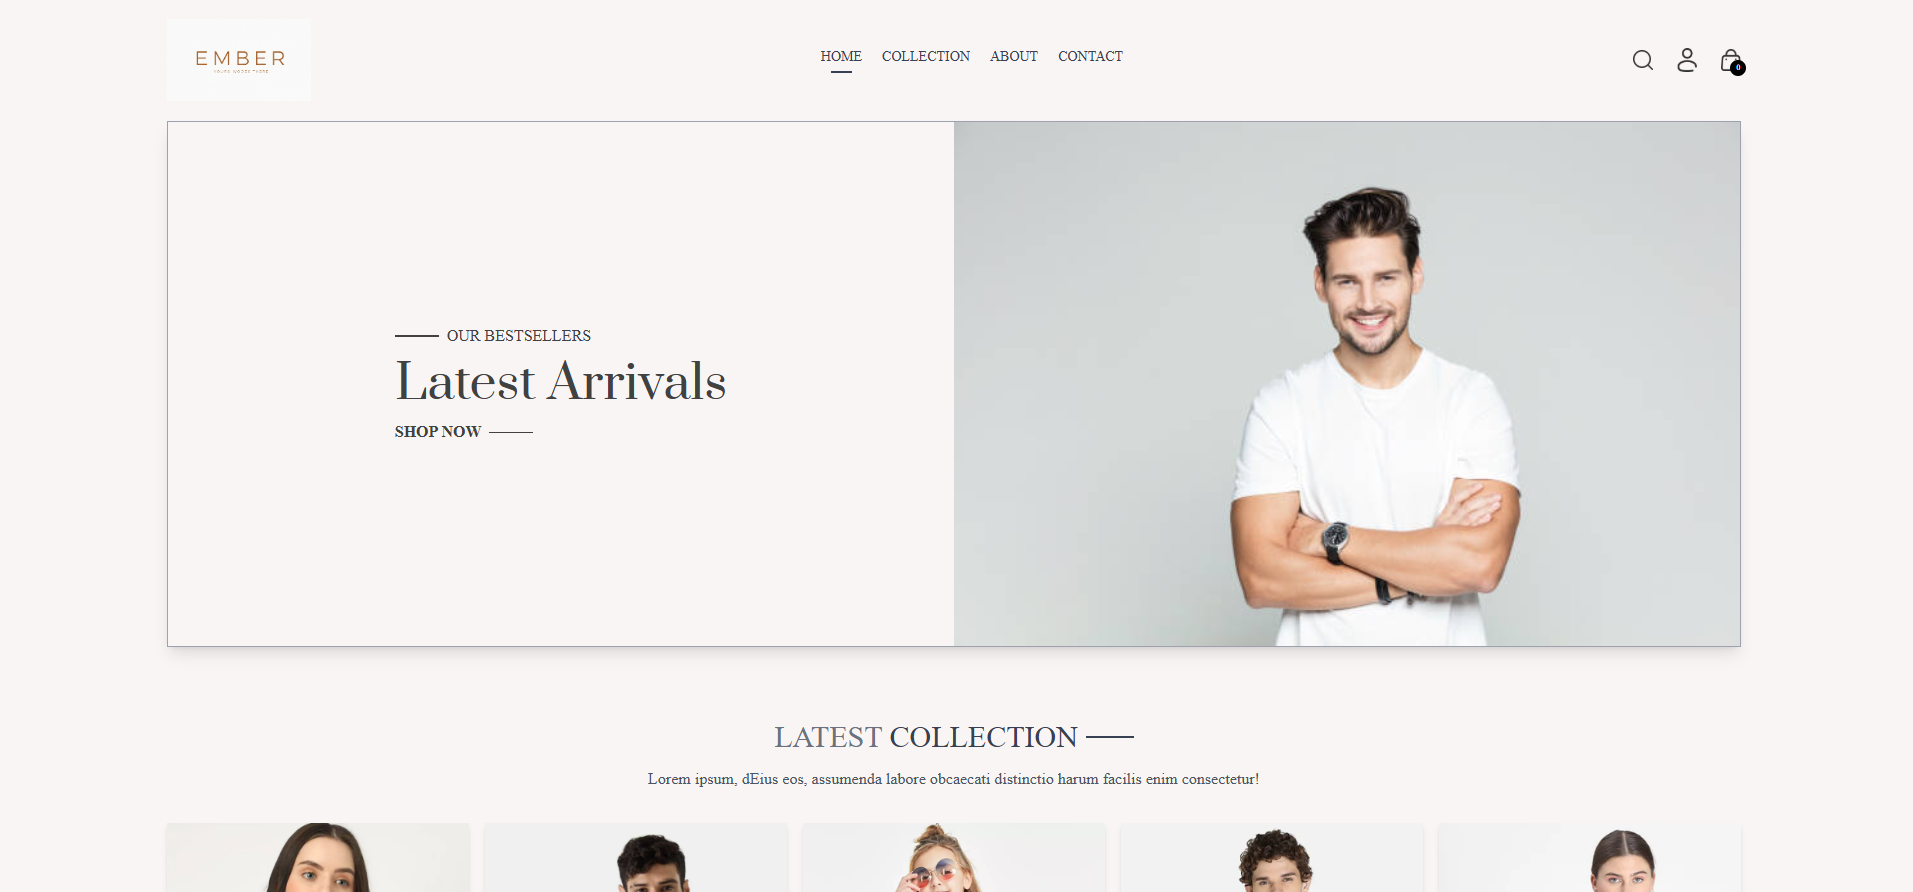 EMBER
HOME COLLECTION ABOUT CONTACT
0
OUR BESTSELLERS
Latest Arrivals
SHOP NOW
LATEST COLLECTION
Lorem ipsum, dEius eos, assumenda labore obcaecati distinctio harum facilis enim consectetur!